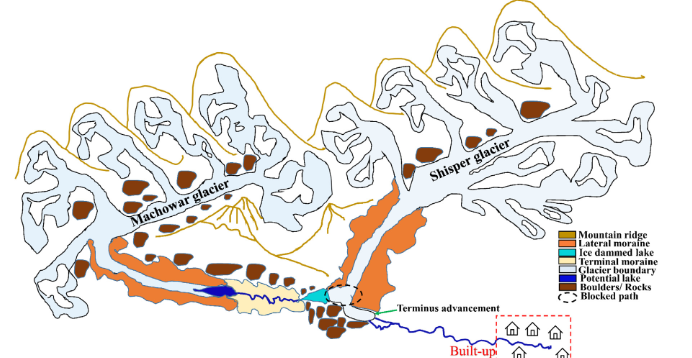 Machowar glacier
Shisper glacier
Mountain ridge
Lateral moraine
Ice dammed lake
Terminal moraine
Glacier boundary
Potential lake
Boulders/ Rocks
Blocked path
Terminus advancement
Built-up